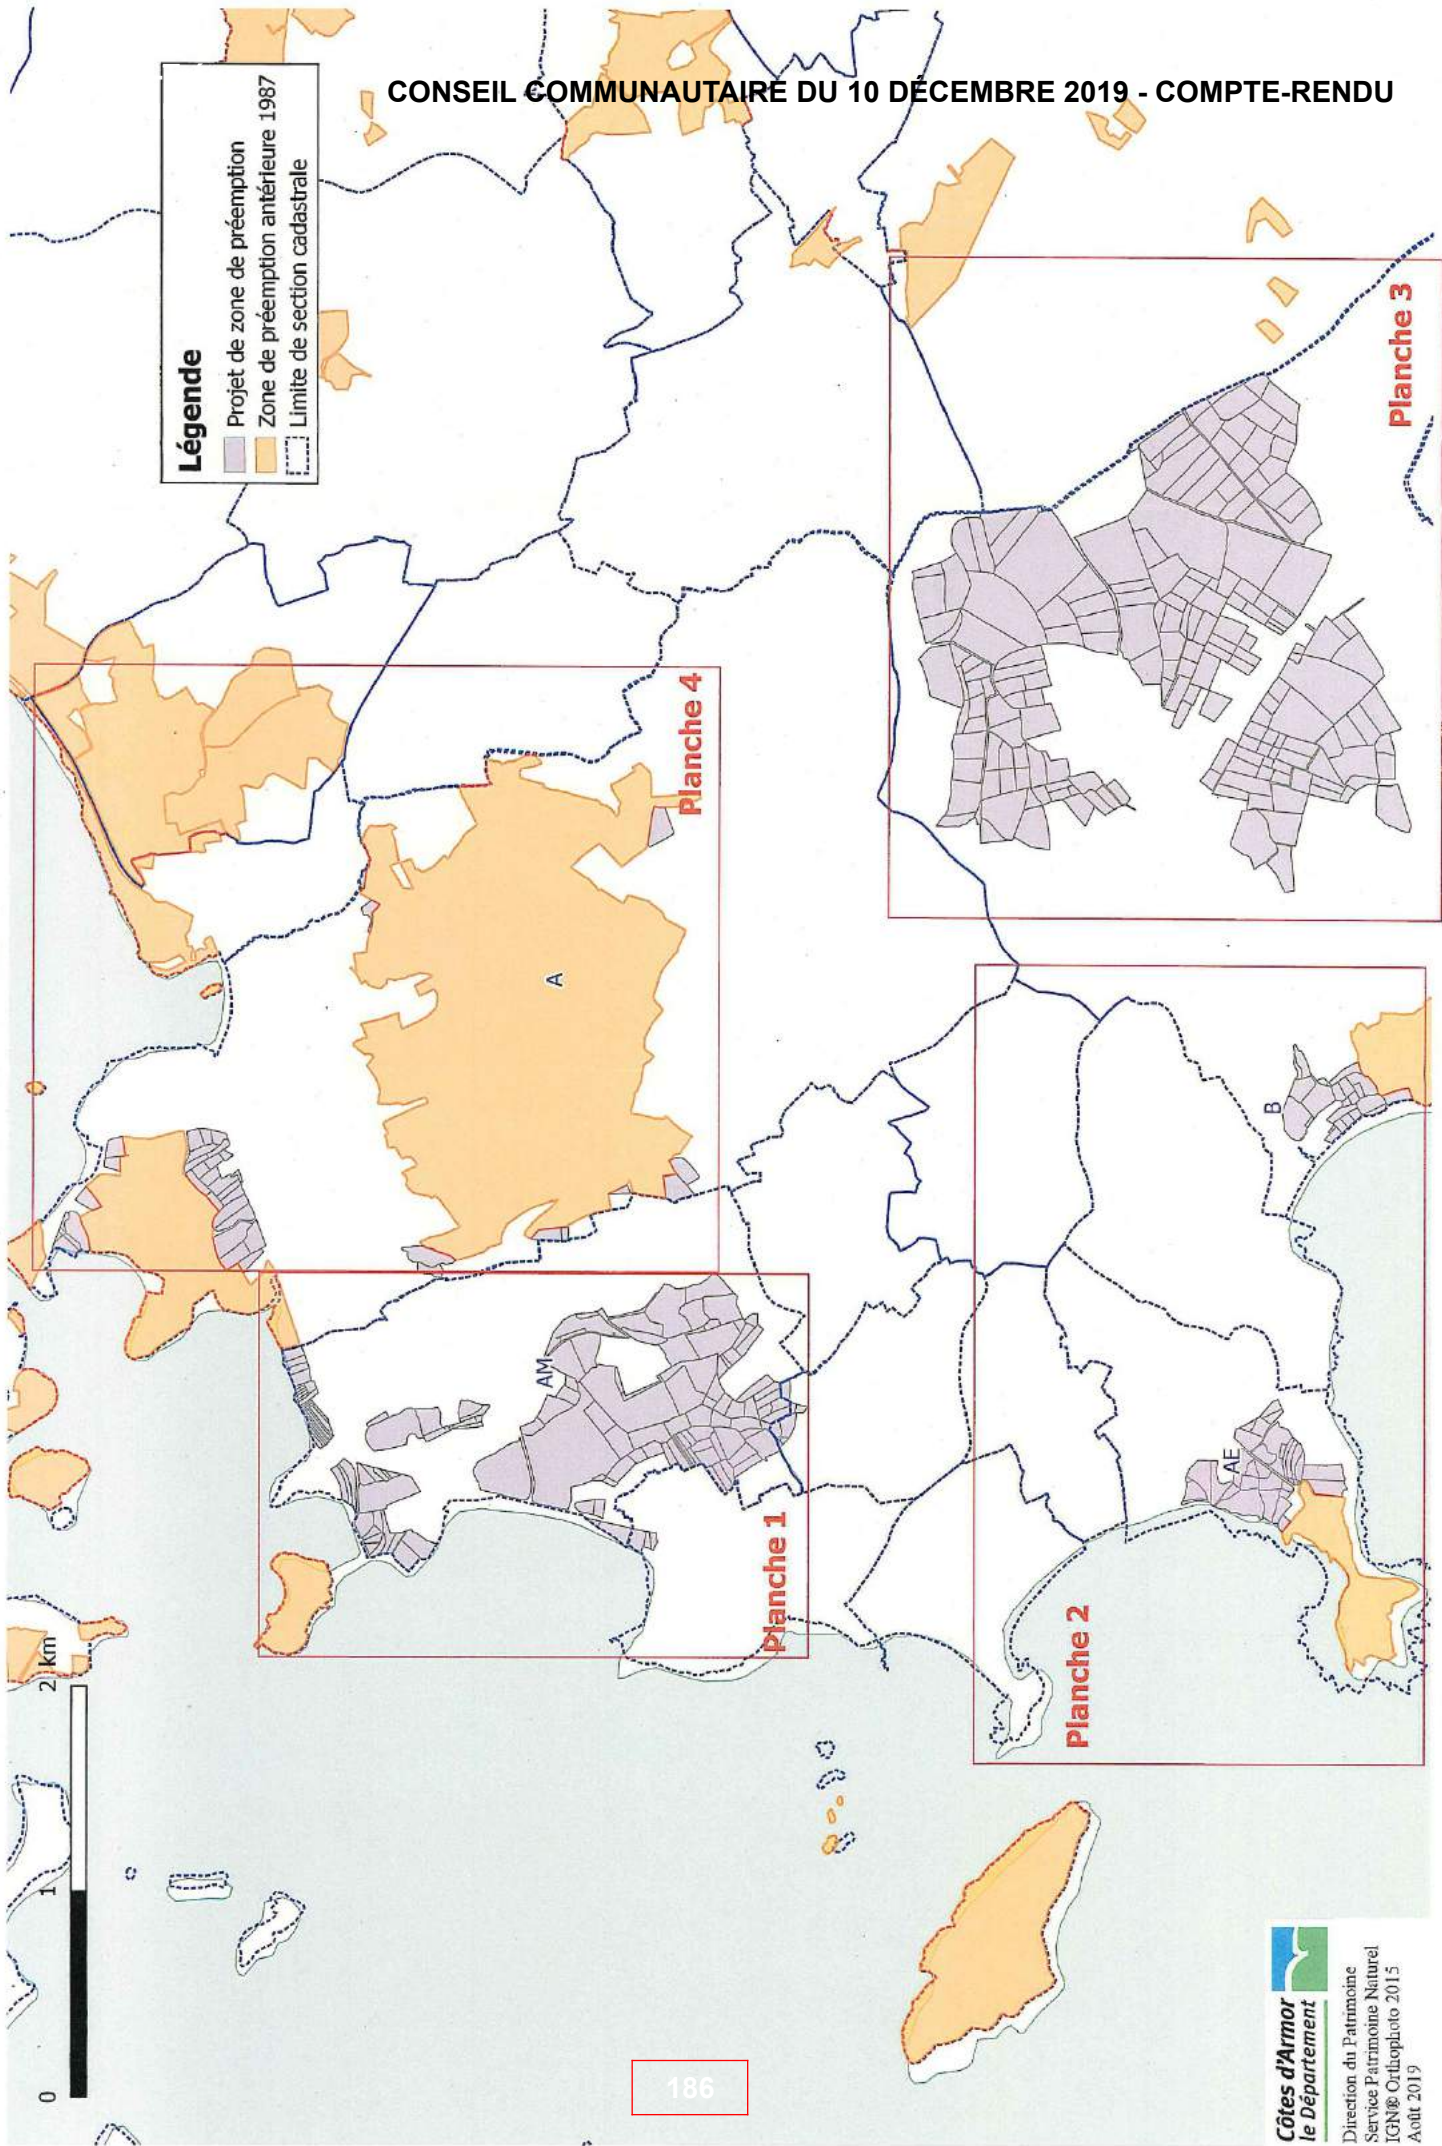 CONSEIL COMMUNAUTAIRE DU 10 DÉCEMBRE 2019 - COMPTE-RENDU
Légende
Projet de zone de préemption
Zone de préemption antérieure 1987
Limite de section cadastrale
Planche 4
A
Planche 3
Planche 1
AM
Planche 2
AE
B
0 1 2 km
Côtes d'Armor
le Département
Direction du Patrimoine
Service Patrimoine Naturel
IGN® Orthophoto 2015
Août 2019
186